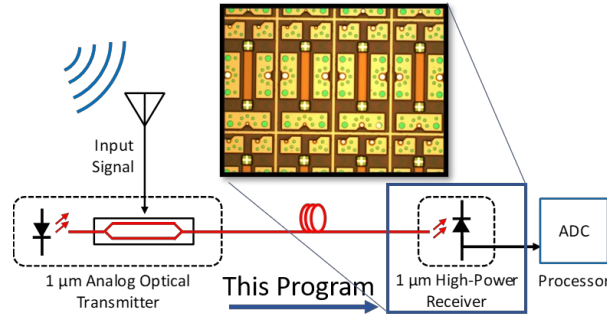 Input
Signal
ADC
1 μm Analog Optical
Transmitter
This Program
1 μm High-Power
Receiver
Processor